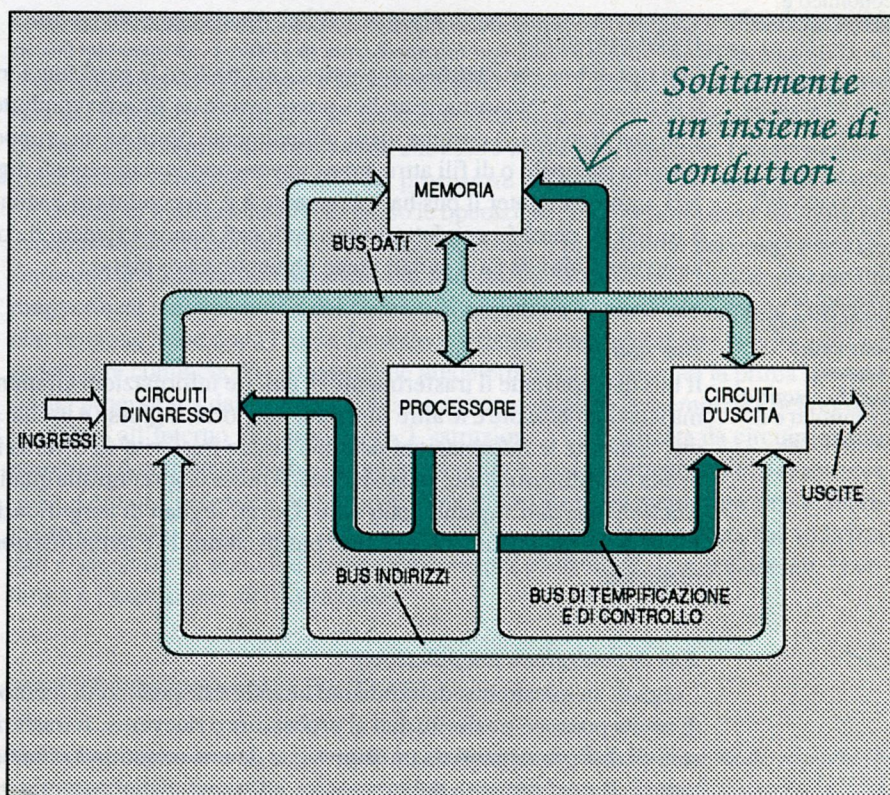 Solitamente
un insieme di
conduttori
MEMORIA
BUS DATI
CIRCUITI
D'INGRESSO
PROCESSORE
CIRCUITI
D'USCITA
INGRESSI
USCITE
BUS INDIRIZZI
BUS DI TEMPIFICAZIONE
E DI CONTROLLO